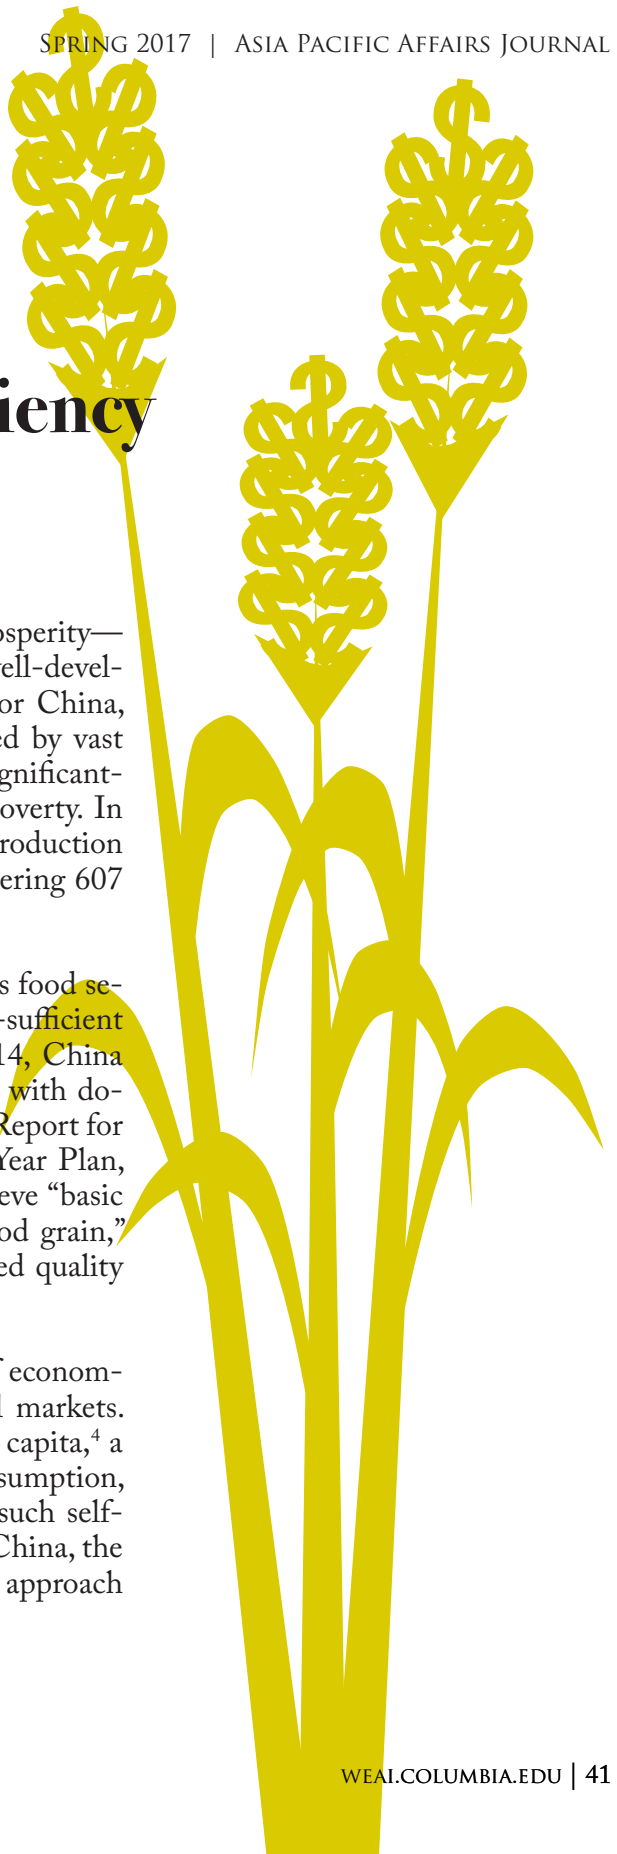 Spring 2017 | Asia Pacific Affairs Journal
iency
osperity—
ell-devel-
or China,
ed by vast
gnificant-
overty. In
roduction
ering 607
s food se-
-sufficient
14, China
with do-
Report for
Year Plan,
eve “basic
od grain,”
ed quality
f econom-
l markets.
capita,4 a
sumption,
such self-
China, the
approach
weai.columbia.edu | 41